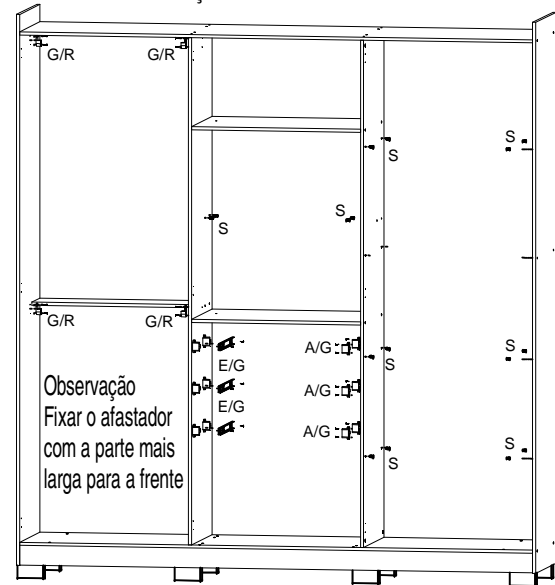 G/R G/R
S S
S S
G/R G/R
A/G S S
E/G
A/G
E/G
A/G S
S
Observação
Fixar o afastador
com a parte mais
larga para a frente